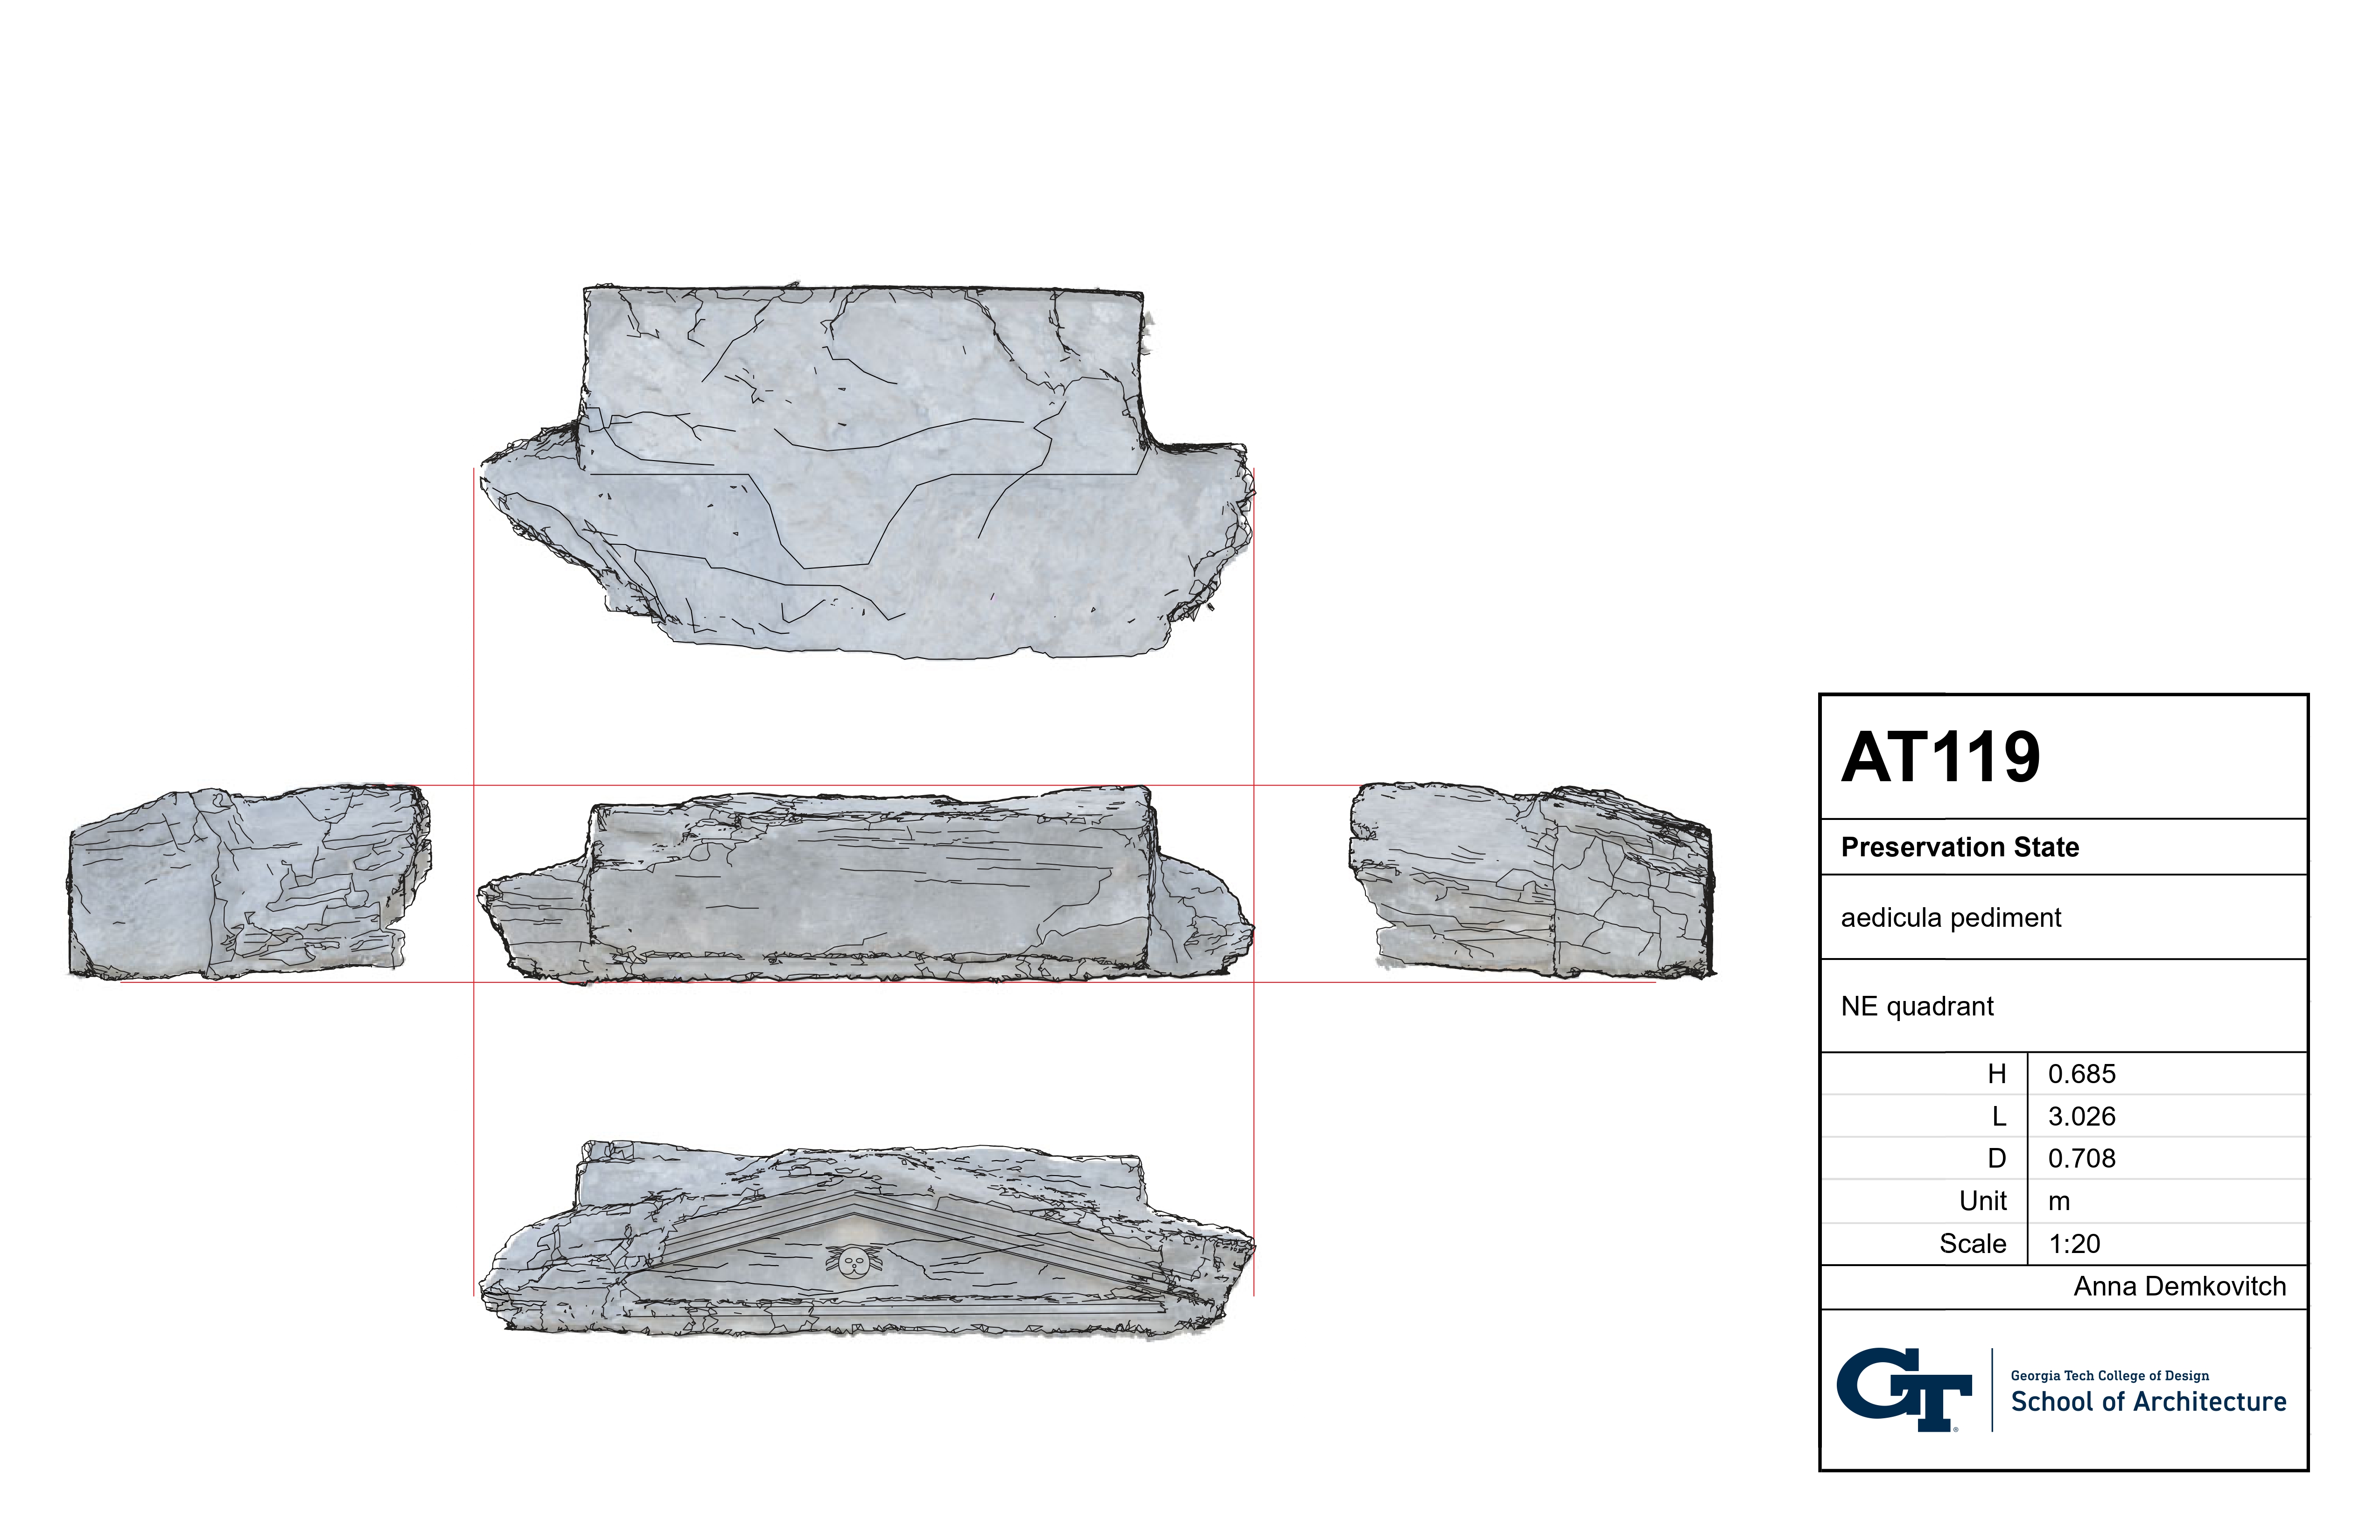 AT119
Preservation State
aedicula pediment
NE quadrant
H 0.685
L 3.026
D 0.708
Unit m
Scale 1:20
Anna Demkovitch
GT ®
Georgia Tech College of Design
School of Architecture